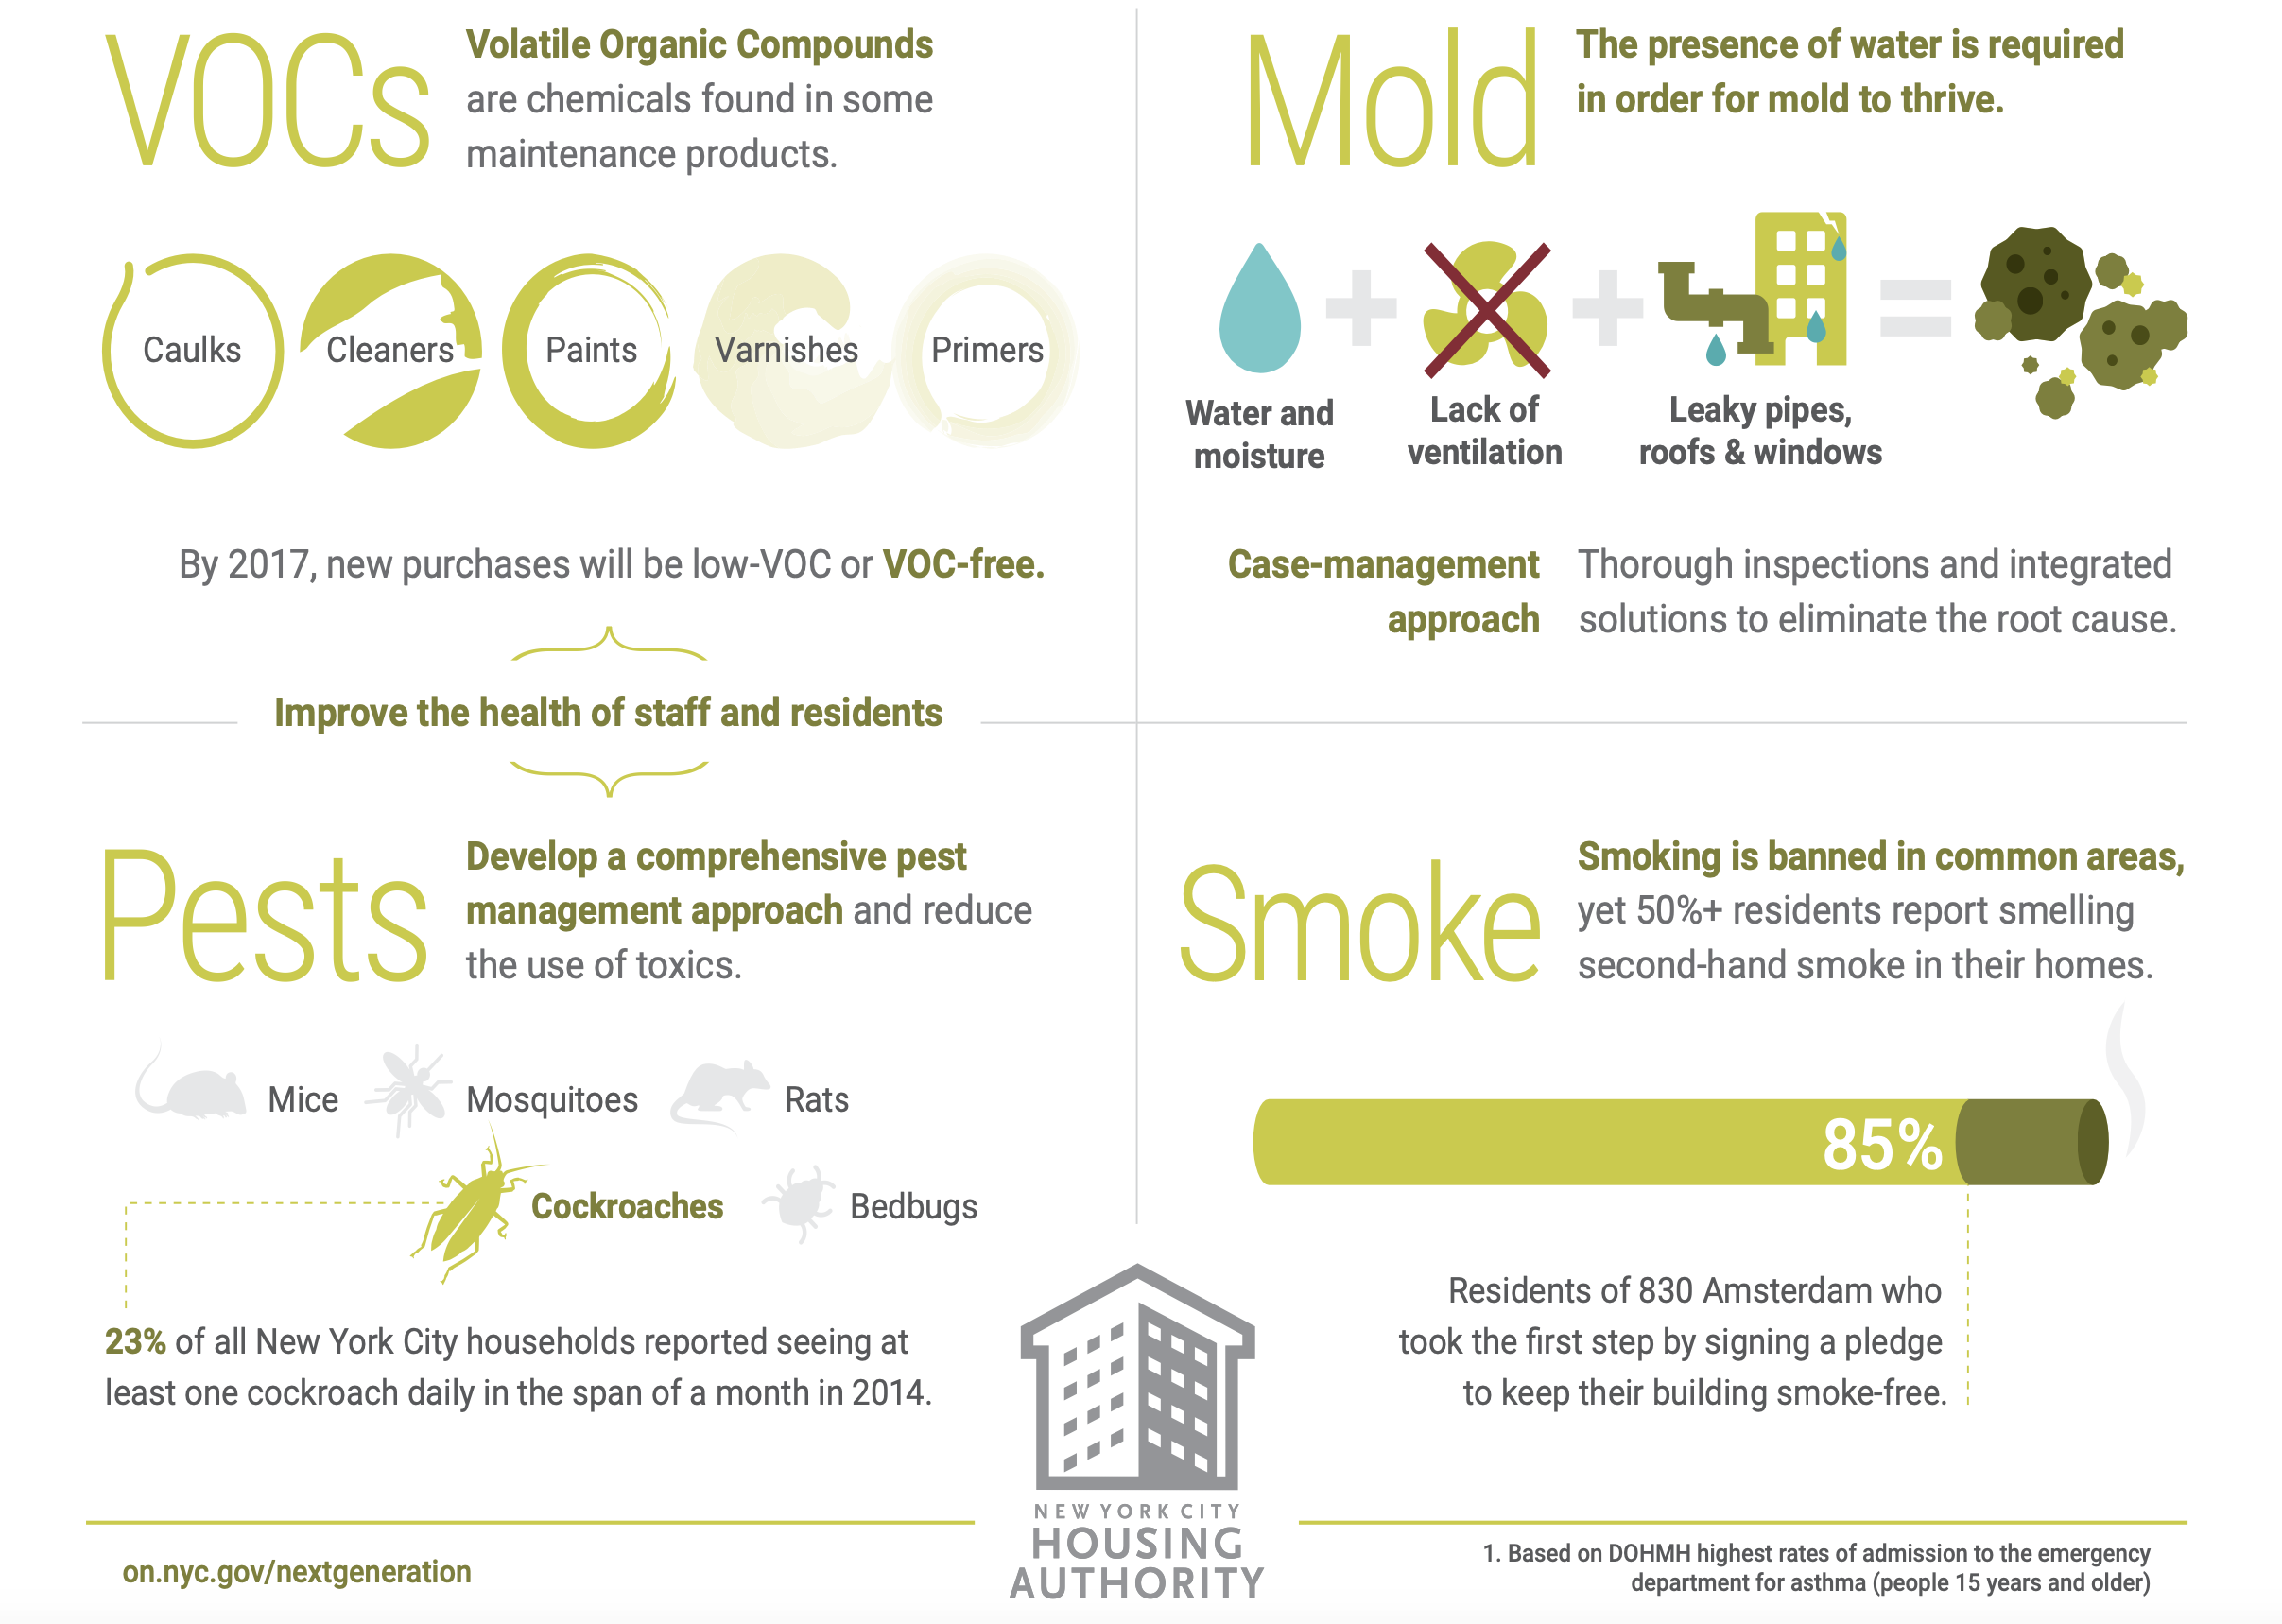 VOCs
Volatile Organic Compounds
are chemicals found in some
maintenance products.
Caulks
Cleaners
Paints
Varnishes
Primers
By 2017, new purchases will be low-VOC or VOC-free.
Improve the health of staff and residents
Mold
The presence of water is required
in order for mold to thrive.
Water and
moisture
Lack of
ventilation
Leaky pipes,
roofs & windows
Case-management
approach
Thorough inspections and integrated
solutions to eliminate the root cause.
Pests
Develop a comprehensive pest
management approach and reduce
the use of toxics.
Mice
Mosquitoes
Rats
Cockroaches
Bedbugs
23% of all New York City households reported seeing at
least one cockroach daily in the span of a month in 2014.
Smoke
Smoking is banned in common areas,
yet 50%+ residents report smelling
second-hand smoke in their homes.
85%
Residents of 830 Amsterdam who
took the first step by signing a pledge
to keep their building smoke-free.
on.nyc.gov/nextgeneration
NEW YORK CITY
HOUSING
AUTHORITY
1. Based on DOHMH highest rates of admission to the emergency
department for asthma (people 15 years and older)